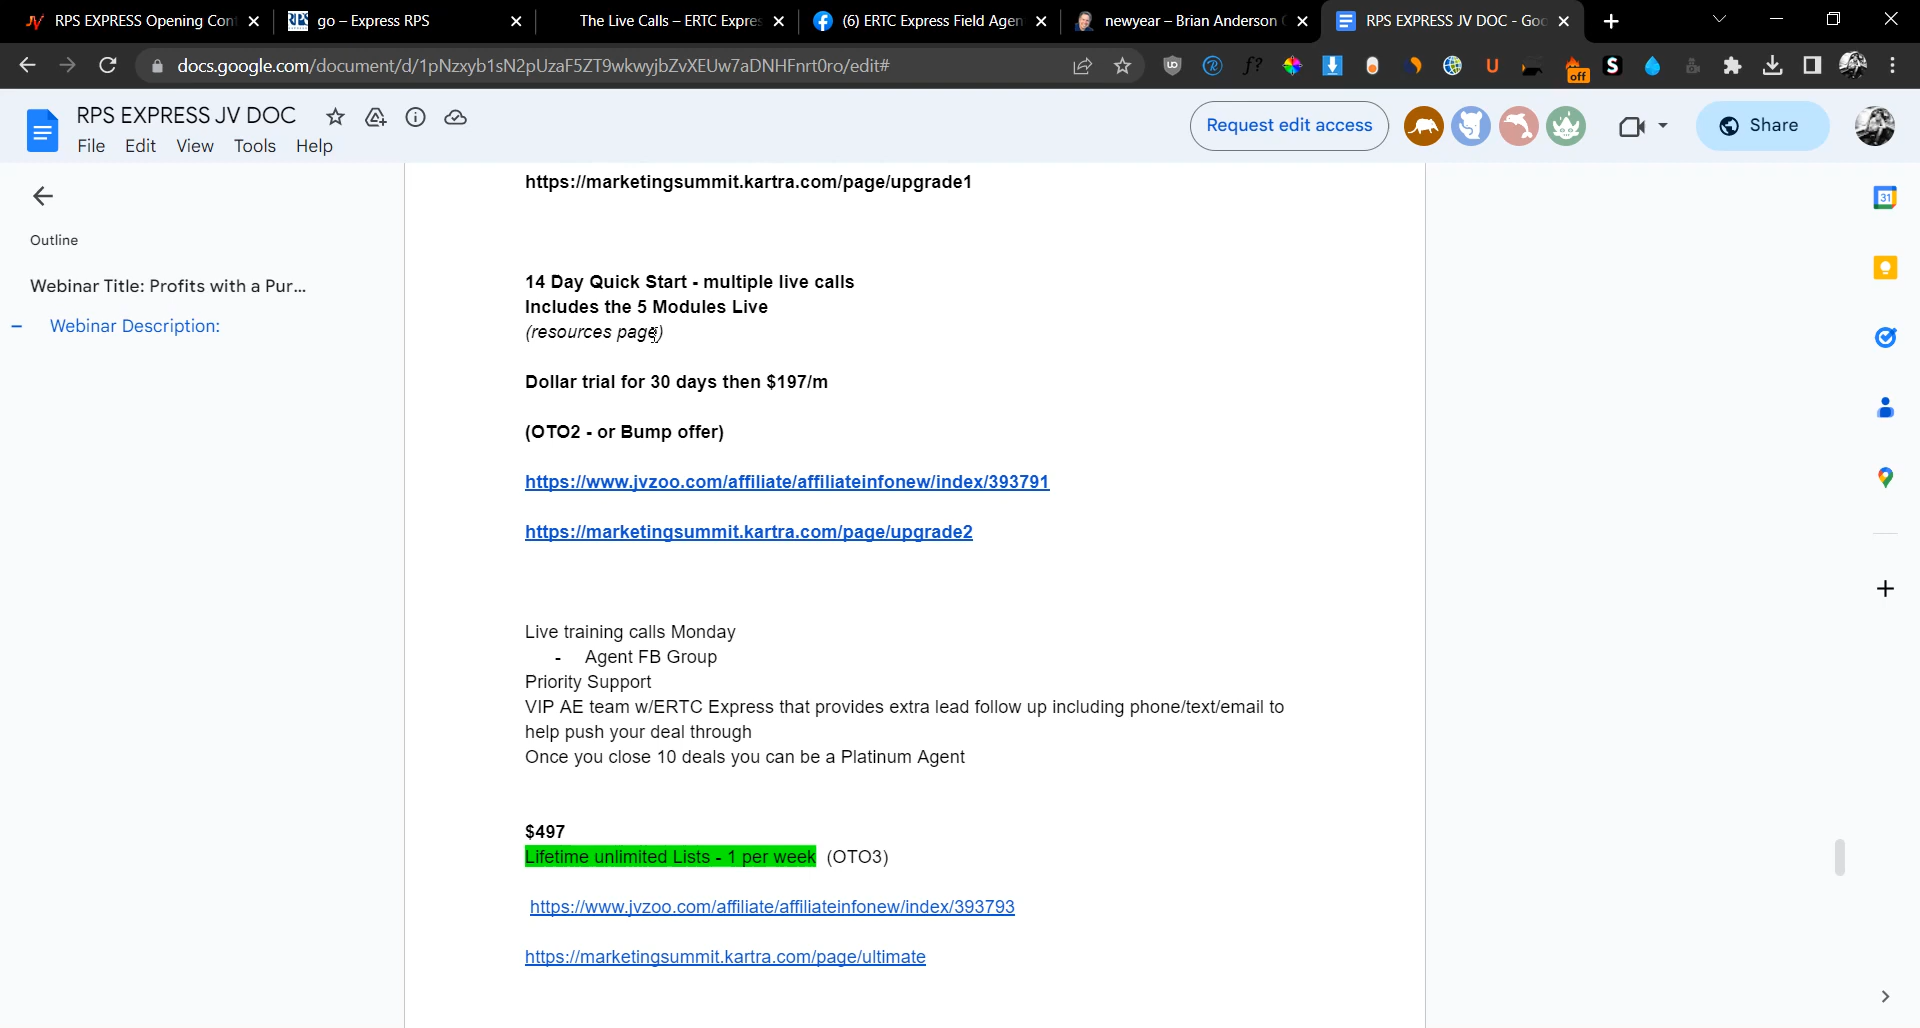 RPS EXPRESS Opening Con
go – Express RPS
The Live Calls – ERTC Expres
(6) ERTC Express Field Agen
newyear – Brian Anderson
RPS EXPRESS JV DOC - Goo
docs.google.com/document/d/1pNzxyb1sN2pUzaF5ZT9wkwyjbZvXEUw7aDNHFnrt0ro/edit#
off
RPS EXPRESS JV DOC
File Edit View Tools Help
Request edit access
Share
Outline
Webinar Title: Profits with a Pur...
Webinar Description:
https://marketingsummit.kartra.com/page/upgrade1
14 Day Quick Start - multiple live calls
Includes the 5 Modules Live
(resources page)
Dollar trial for 30 days then $197/m
(OTO2 - or Bump offer)
https://www.jvzoo.com/affiliate/affiliateinfonew/index/393791
https://marketingsummit.kartra.com/page/upgrade2
Live training calls Monday
- Agent FB Group
Priority Support
VIP AE team w/ERTC Express that provides extra lead follow up including phone/text/email to
help push your deal through
Once you close 10 deals you can be a Platinum Agent
$497
Lifetime unlimited Lists - 1 per week (OTO3)
https://www.jvzoo.com/affiliate/affiliateinfonew/index/393793
https://marketingsummit.kartra.com/page/ultimate
31